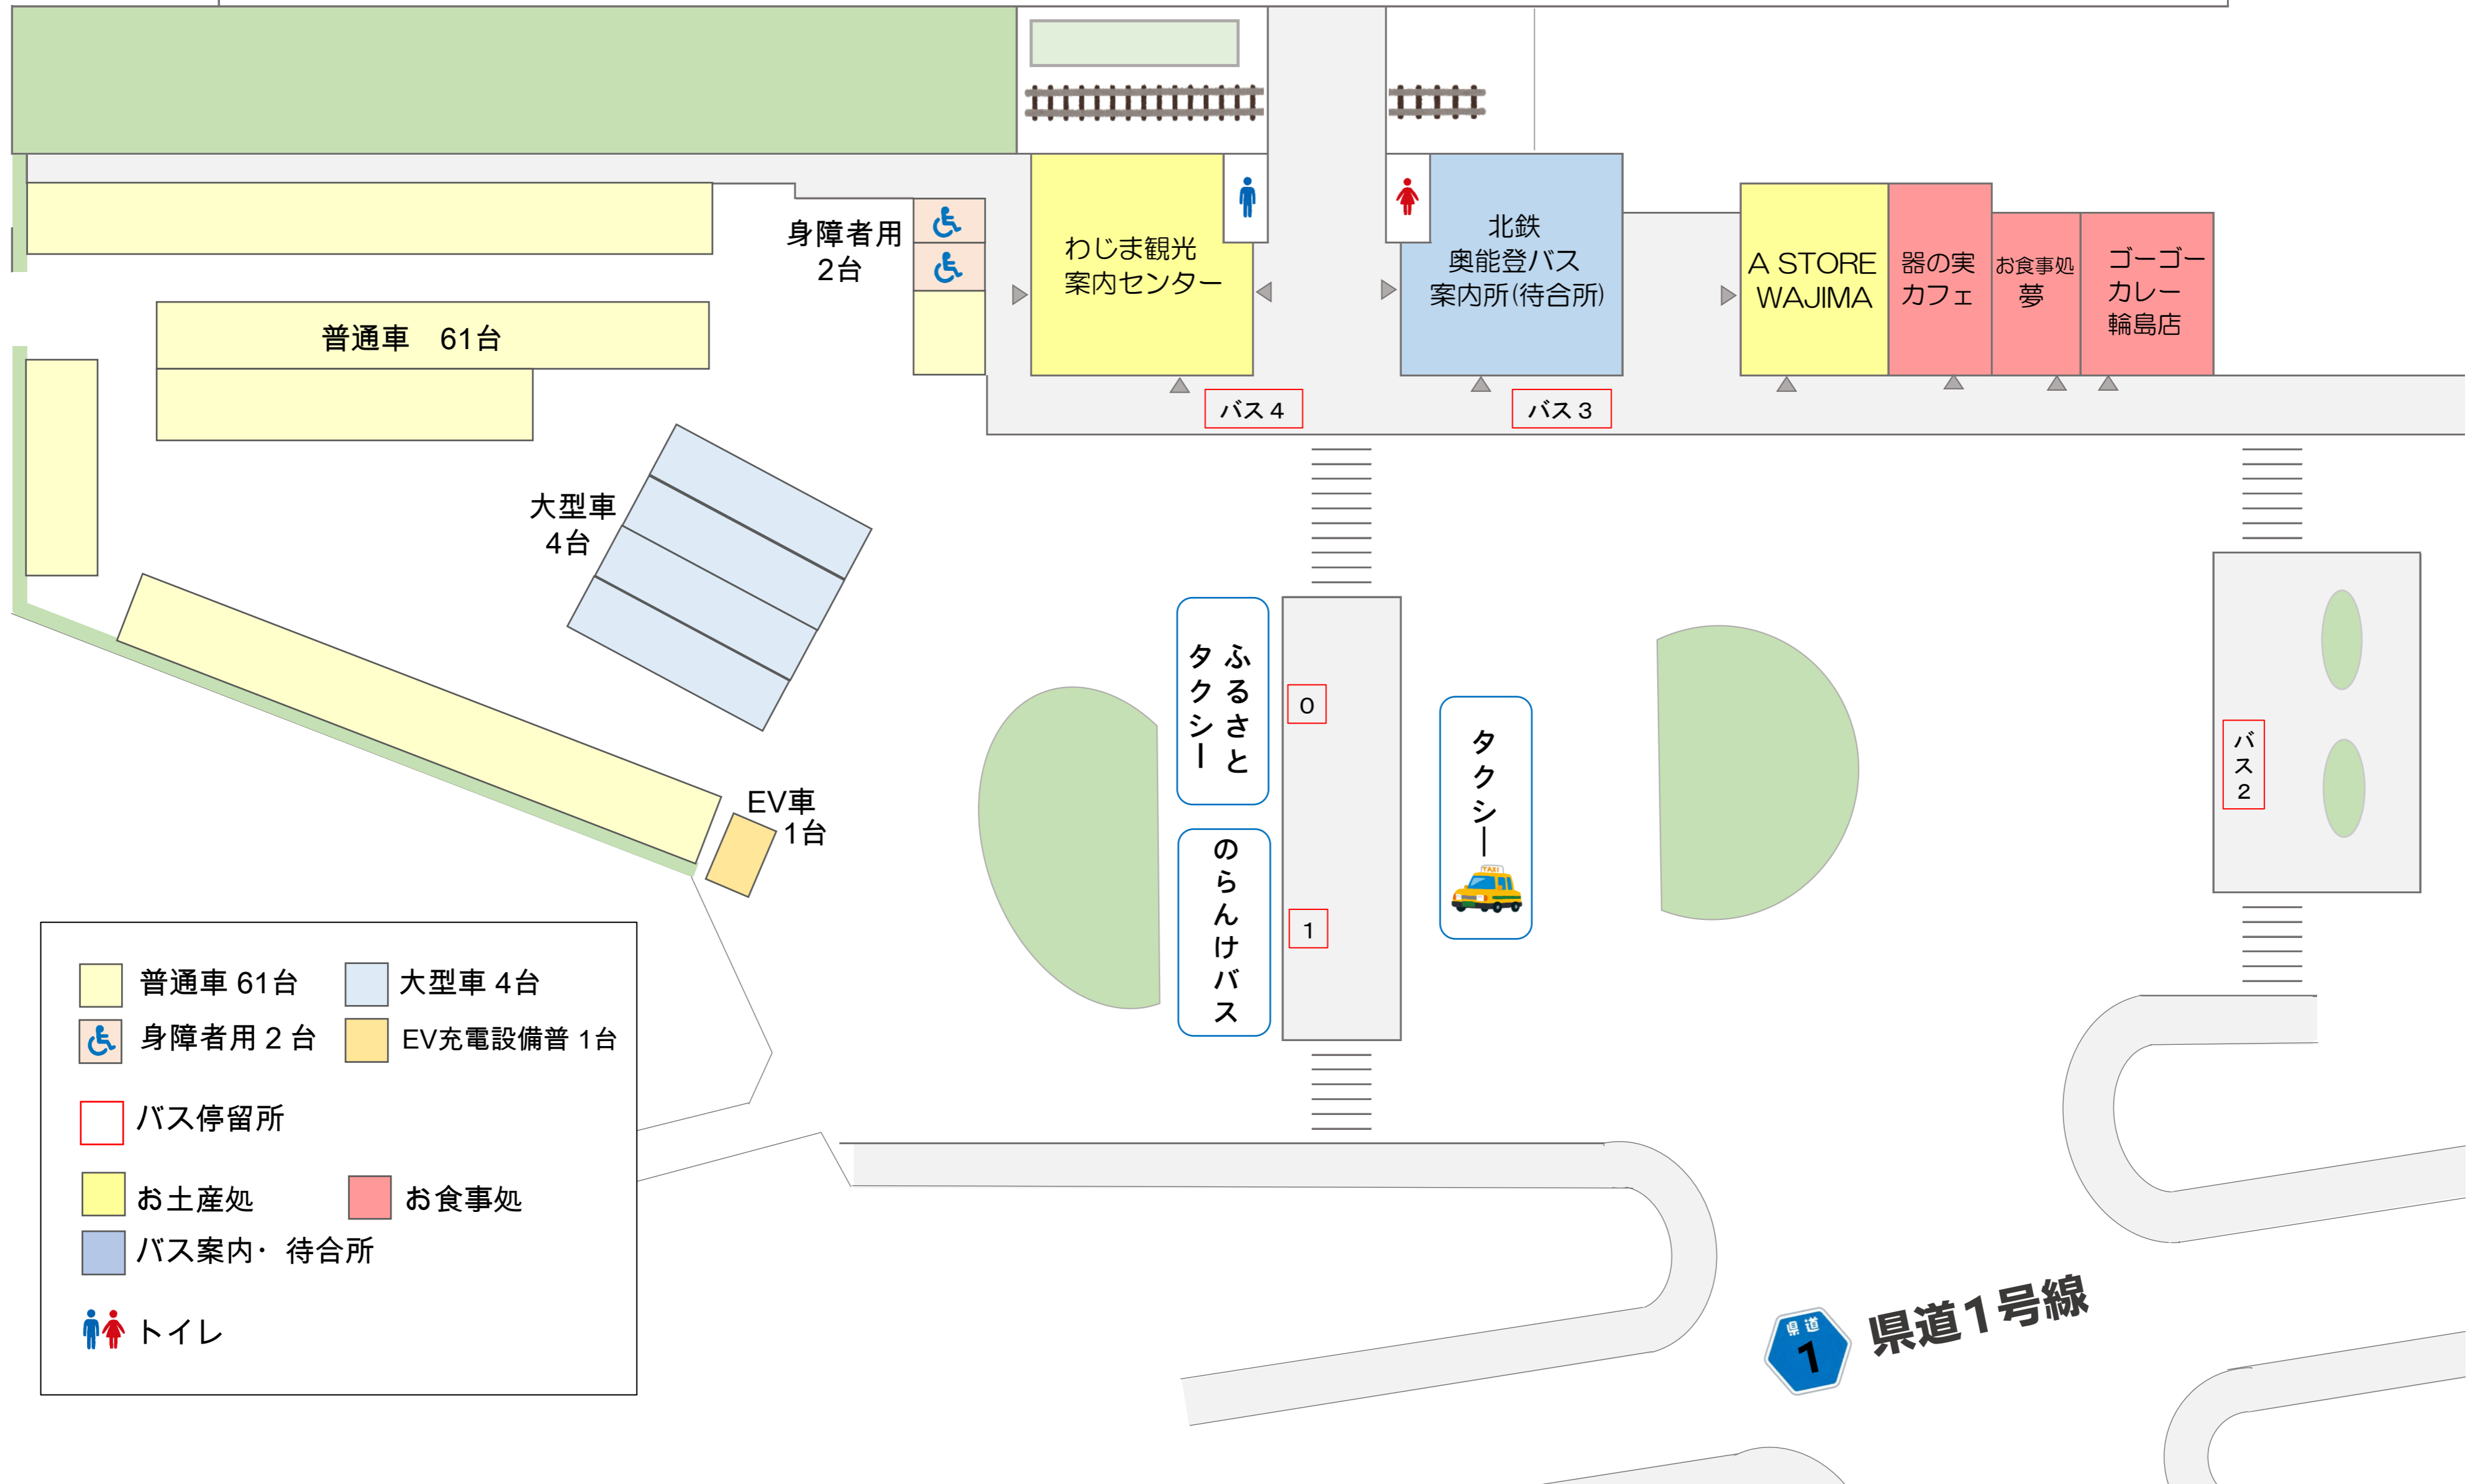 身障者用
2台
わじま観光
案内センター
北鉄
奥能登バス
案内所(待合所)
A STORE
WAJIMA
器の実
カフェ
お食事処
夢
ゴーゴー
カレー
輪島店
普通車　61台
バス4
バス3
大型車
4台
ふるさと
タクシー
0
タクシー
TAXI
バス2
EV車
1台
のらんけバス
1
普通車 61台
大型車 4台
身障者用 2 台
EV充電設備普 1台
バス停留所
お土産処
お食事処
バス案内・ 待合所
トイレ
県道
1
県道1号線